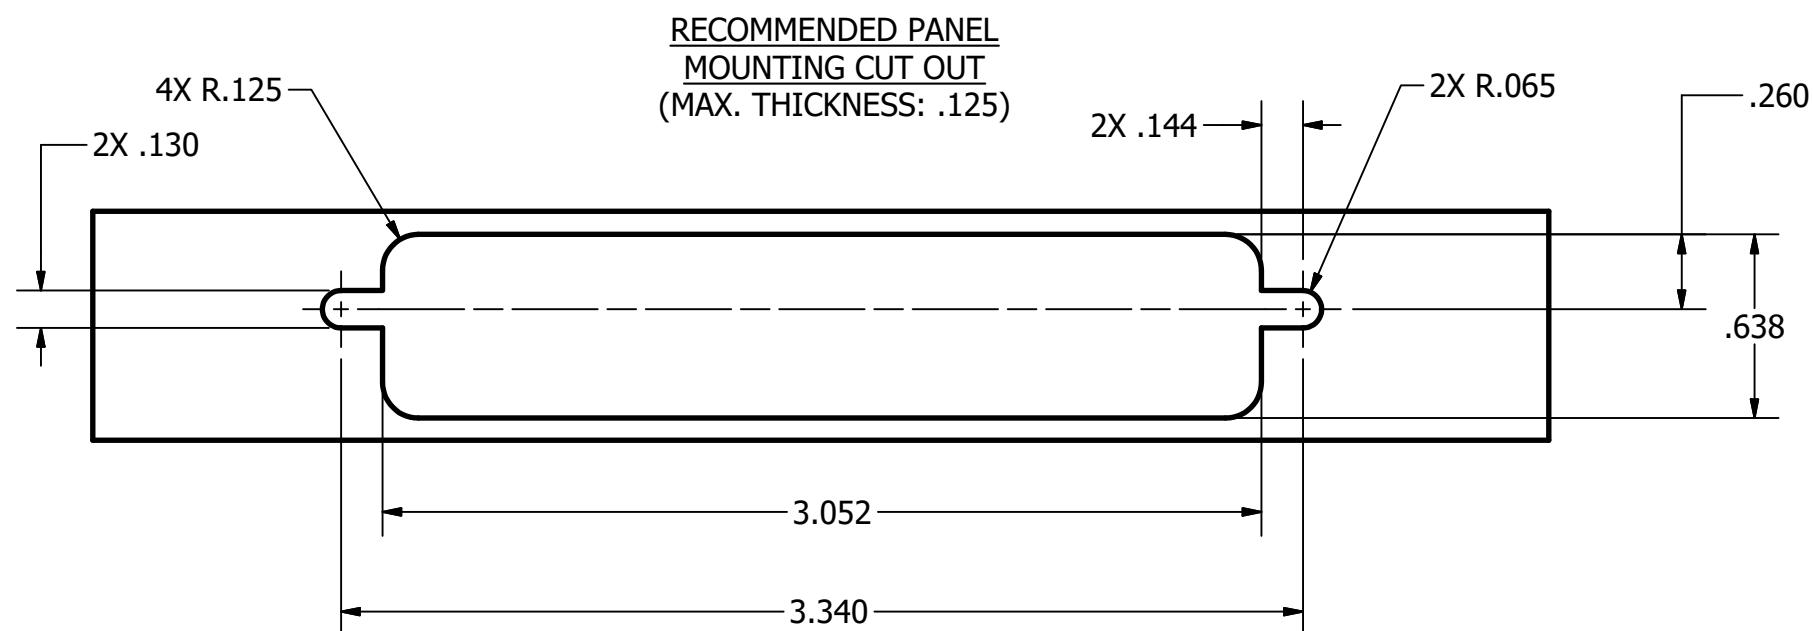 RECOMMENDED PANEL
MOUNTING CUT OUT
(MAX. THICKNESS: .125)
4X R.125
2X R.065
.260
2X .144
2X .130
.638
3.052
3.340